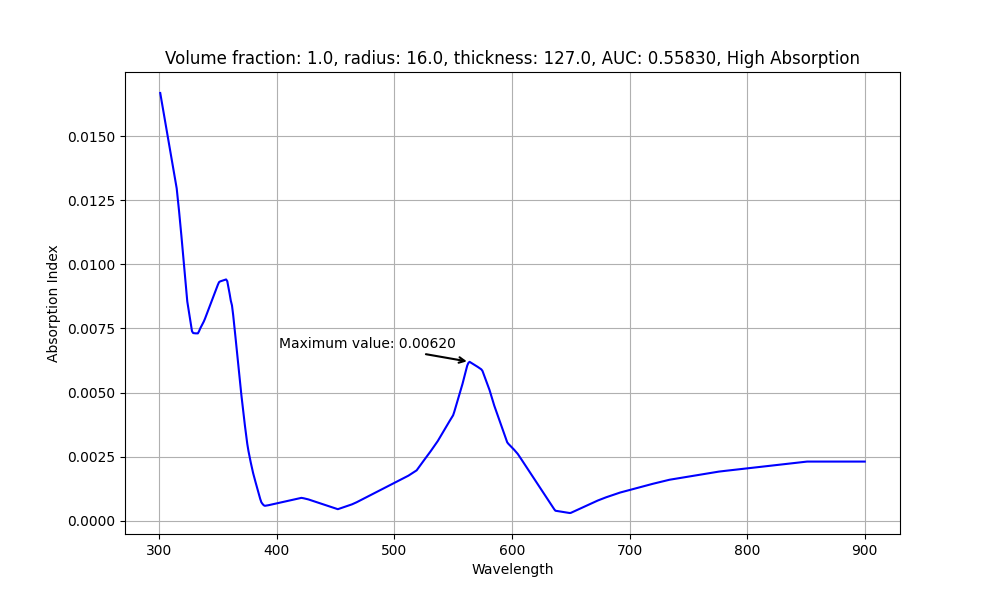 Volume fraction: 1.0, radius: 16.0, thickness: 127.0, AUC: 0.55830, High Absorption
Absorption Index
0.0150
0.0125
0.0100
0.0075
0.0050
0.0025
0.0000
Maximum value: 0.00620
300 400 500 600 700 800 900
Wavelength